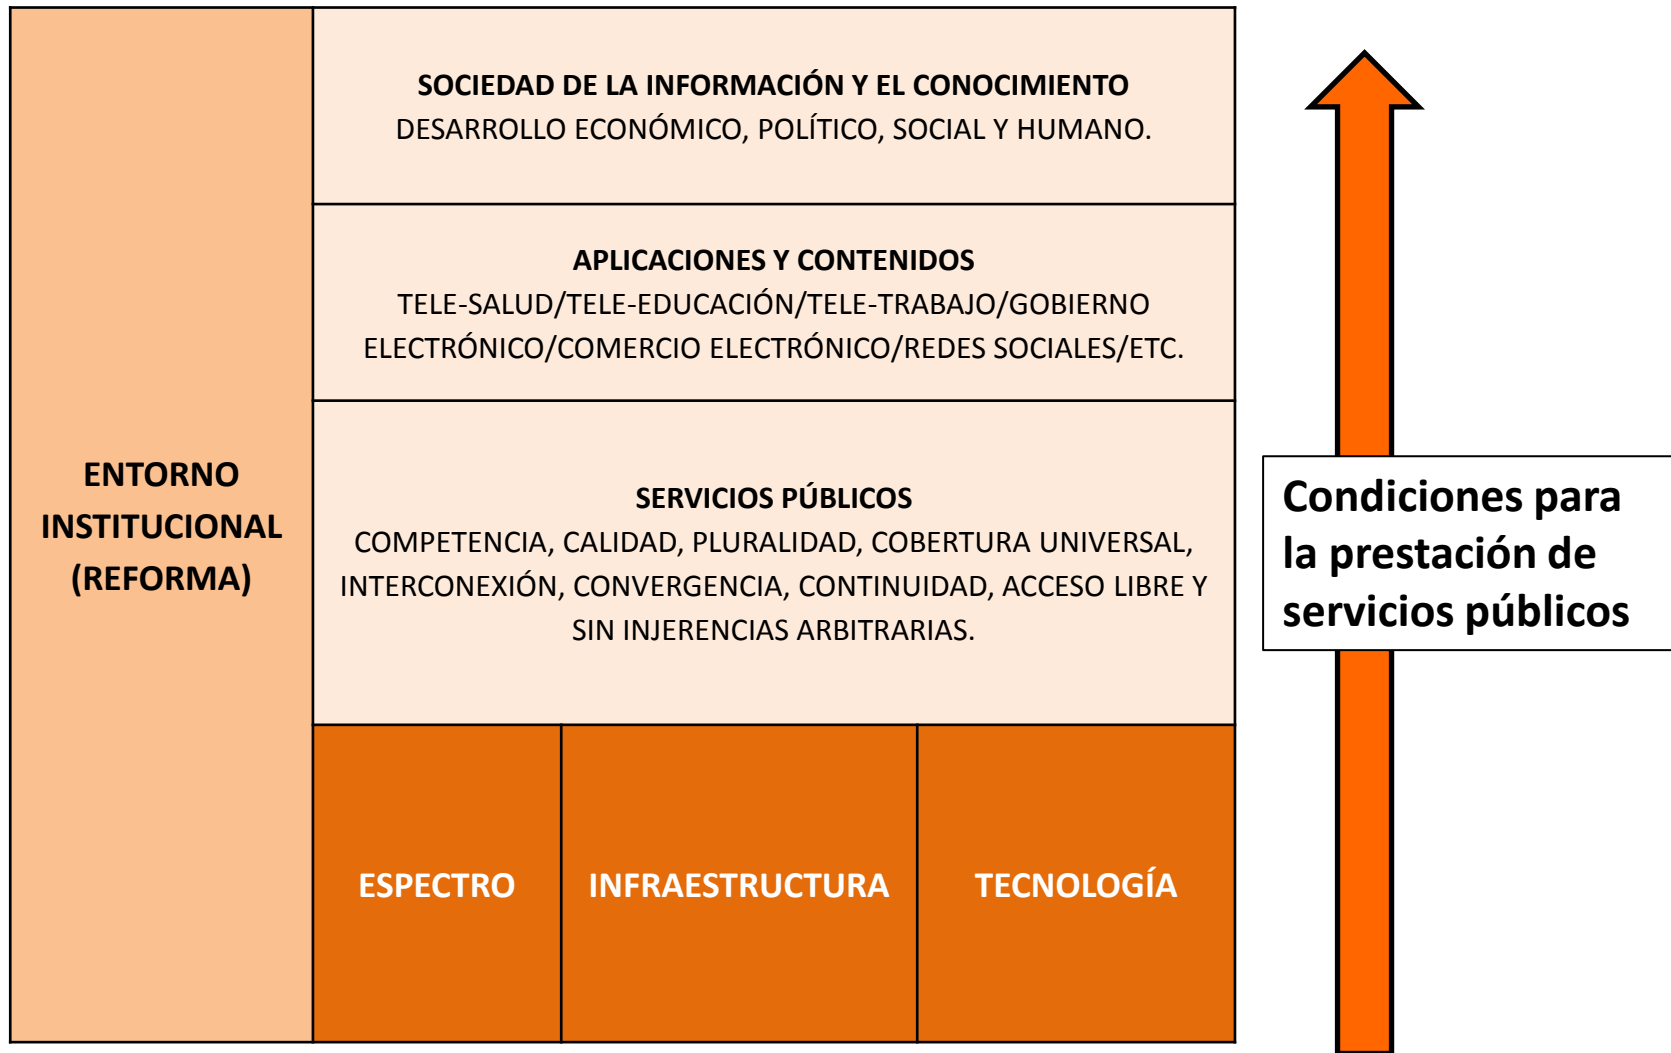 SOCIEDAD DE LA INFORMACIÓN Y EL CONOCIMIENTO
DESARROLLO ECONÓMICO, POLÍTICO, SOCIAL Y HUMANO.
APLICACIONES Y CONTENIDOS
TELE-SALUD/TELE-EDUCACIÓN/TELE-TRABAJO/GOBIERNO
ELECTRÓNICO/COMERCIO ELECTRÓNICO/REDES SOCIALES/ETC.
ENTORNO
INSTITUCIONAL
(REFORMA)
SERVICIOS PÚBLICOS
COMPETENCIA, CALIDAD, PLURALIDAD, COBERTURA UNIVERSAL,
INTERCONEXIÓN, CONVERGENCIA, CONTINUIDAD, ACCESO LIBRE Y
SIN INJERENCIAS ARBITRARIAS.
Condiciones para
la prestación de
servicios públicos
ESPECTRO
INFRAESTRUCTURA
TECNOLOGÍA